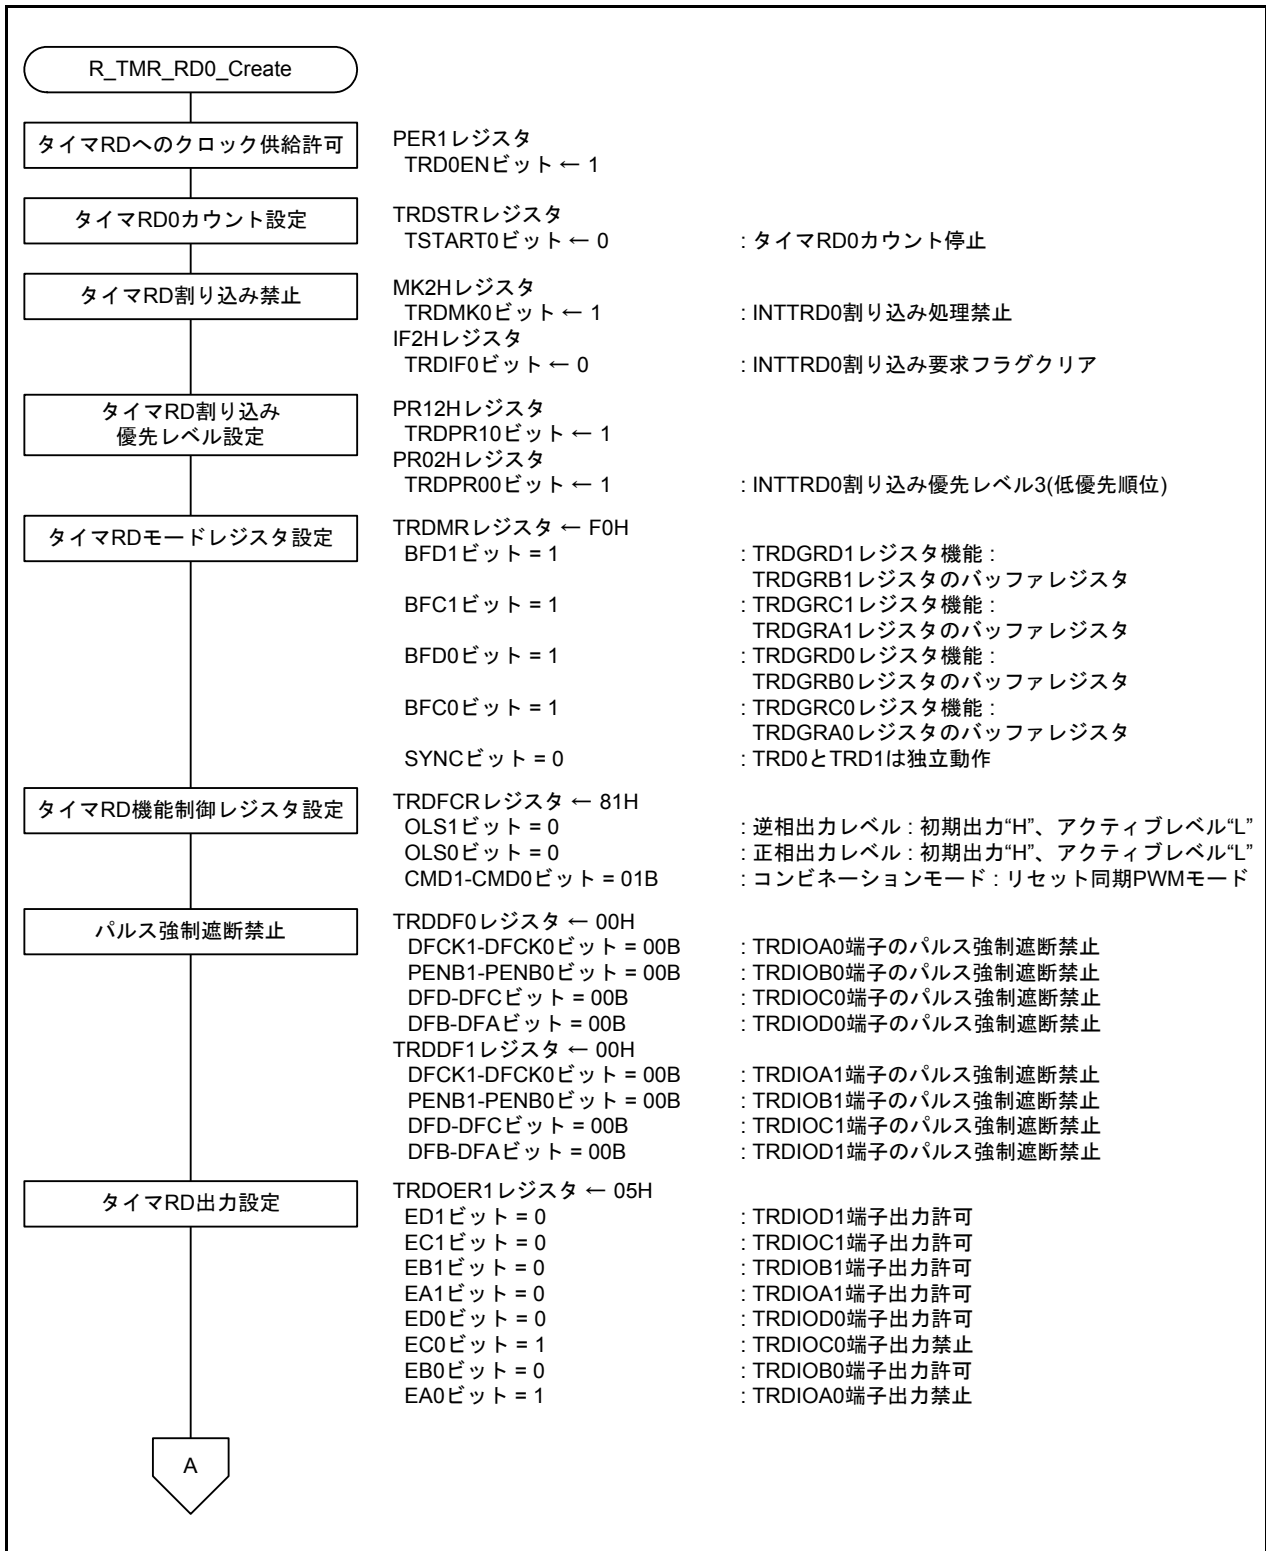 R_TMR_RD0_Create
タイマRDへのクロック供給許可
PER1レジスタ
TRD0ENビット ← 1
タイマRD0カウント設定
TRDSTRレジスタ
TSTART0ビット ← 0 : タイマRD0カウント停止
タイマRD割り込み禁止
MK2Hレジスタ
TRDMK0ビット ← 1 : INTTRD0割り込み処理禁止
IF2Hレジスタ
TRDIF0ビット ← 0 : INTTRD0割り込み要求フラグクリア
タイマRD割り込み
優先レベル設定
PR12Hレジスタ
TRDPR10ビット ← 1
PR02Hレジスタ
TRDPR00ビット ← 1 : INTTRD0割り込み優先レベル3(低優先順位)
タイマRDモードレジスタ設定
TRDMRレジスタ ← F0H
BFD1ビット = 1 : TRDGRD1レジスタ機能 :
TRDGRB1レジスタのバッファレジスタ
BFC1ビット = 1 : TRDGRC1レジスタ機能 :
TRDGRA1レジスタのバッファレジスタ
BFD0ビット = 1 : TRDGRD0レジスタ機能 :
TRDGRB0レジスタのバッファレジスタ
BFC0ビット = 1 : TRDGRC0レジスタ機能 :
TRDGRA0レジスタのバッファレジスタ
SYNCビット = 0 : TRD0とTRD1は独立動作
タイマRD機能制御レジスタ設定
TRDFCRレジスタ ← 81H
OLS1ビット = 0 : 逆相出力レベル : 初期出力“H”、アクティブレベル“L”
OLS0ビット = 0 : 正相出力レベル : 初期出力“H”、アクティブレベル“L”
CMD1-CMD0ビット = 01B : コンビネーションモード : リセット同期PWMモード
パルス強制遮断禁止
TRDDF0レジスタ ← 00H
DFCK1-DFCK0ビット = 00B : TRDIOA0端子のパルス強制遮断禁止
PENB1-PENB0ビット = 00B : TRDIOB0端子のパルス強制遮断禁止
DFD-DFCビット = 00B : TRDIOC0端子のパルス強制遮断禁止
DFB-DFAビット = 00B : TRDIOD0端子のパルス強制遮断禁止
TRDDF1レジスタ ← 00H
DFCK1-DFCK0ビット = 00B : TRDIOA1端子のパルス強制遮断禁止
PENB1-PENB0ビット = 00B : TRDIOB1端子のパルス強制遮断禁止
DFD-DFCビット = 00B : TRDIOC1端子のパルス強制遮断禁止
DFB-DFAビット = 00B : TRDIOD1端子のパルス強制遮断禁止
タイマRD出力設定
TRDOER1レジスタ ← 05H
ED1ビット = 0 : TRDIOD1端子出力許可
EC1ビット = 0 : TRDIOC1端子出力許可
EB1ビット = 0 : TRDIOB1端子出力許可
EA1ビット = 0 : TRDIOA1端子出力許可
ED0ビット = 0 : TRDIOD0端子出力許可
EC0ビット = 1 : TRDIOC0端子出力禁止
EB0ビット = 0 : TRDIOB0端子出力許可
EA0ビット = 1 : TRDIOA0端子出力禁止
A